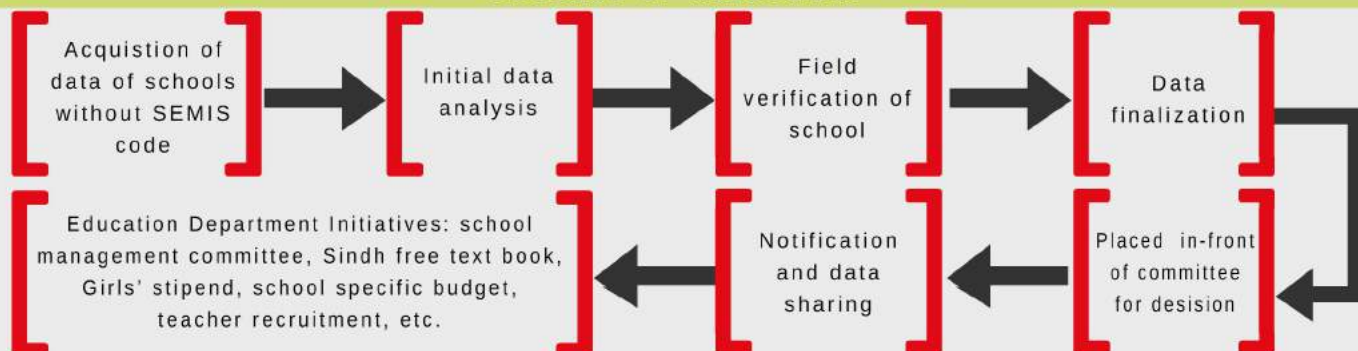 Acquistion of
data of schools
without SEMIS
code
Initial data
analysis
Field
verification of
school
Data
finalization
Placed in-front
of committee
for desision
Notification
and data
sharing
Education Department Initiatives: school
management committee, Sindh free text book,
Girls' stipend, school specific budget,
teacher recruitment, etc.